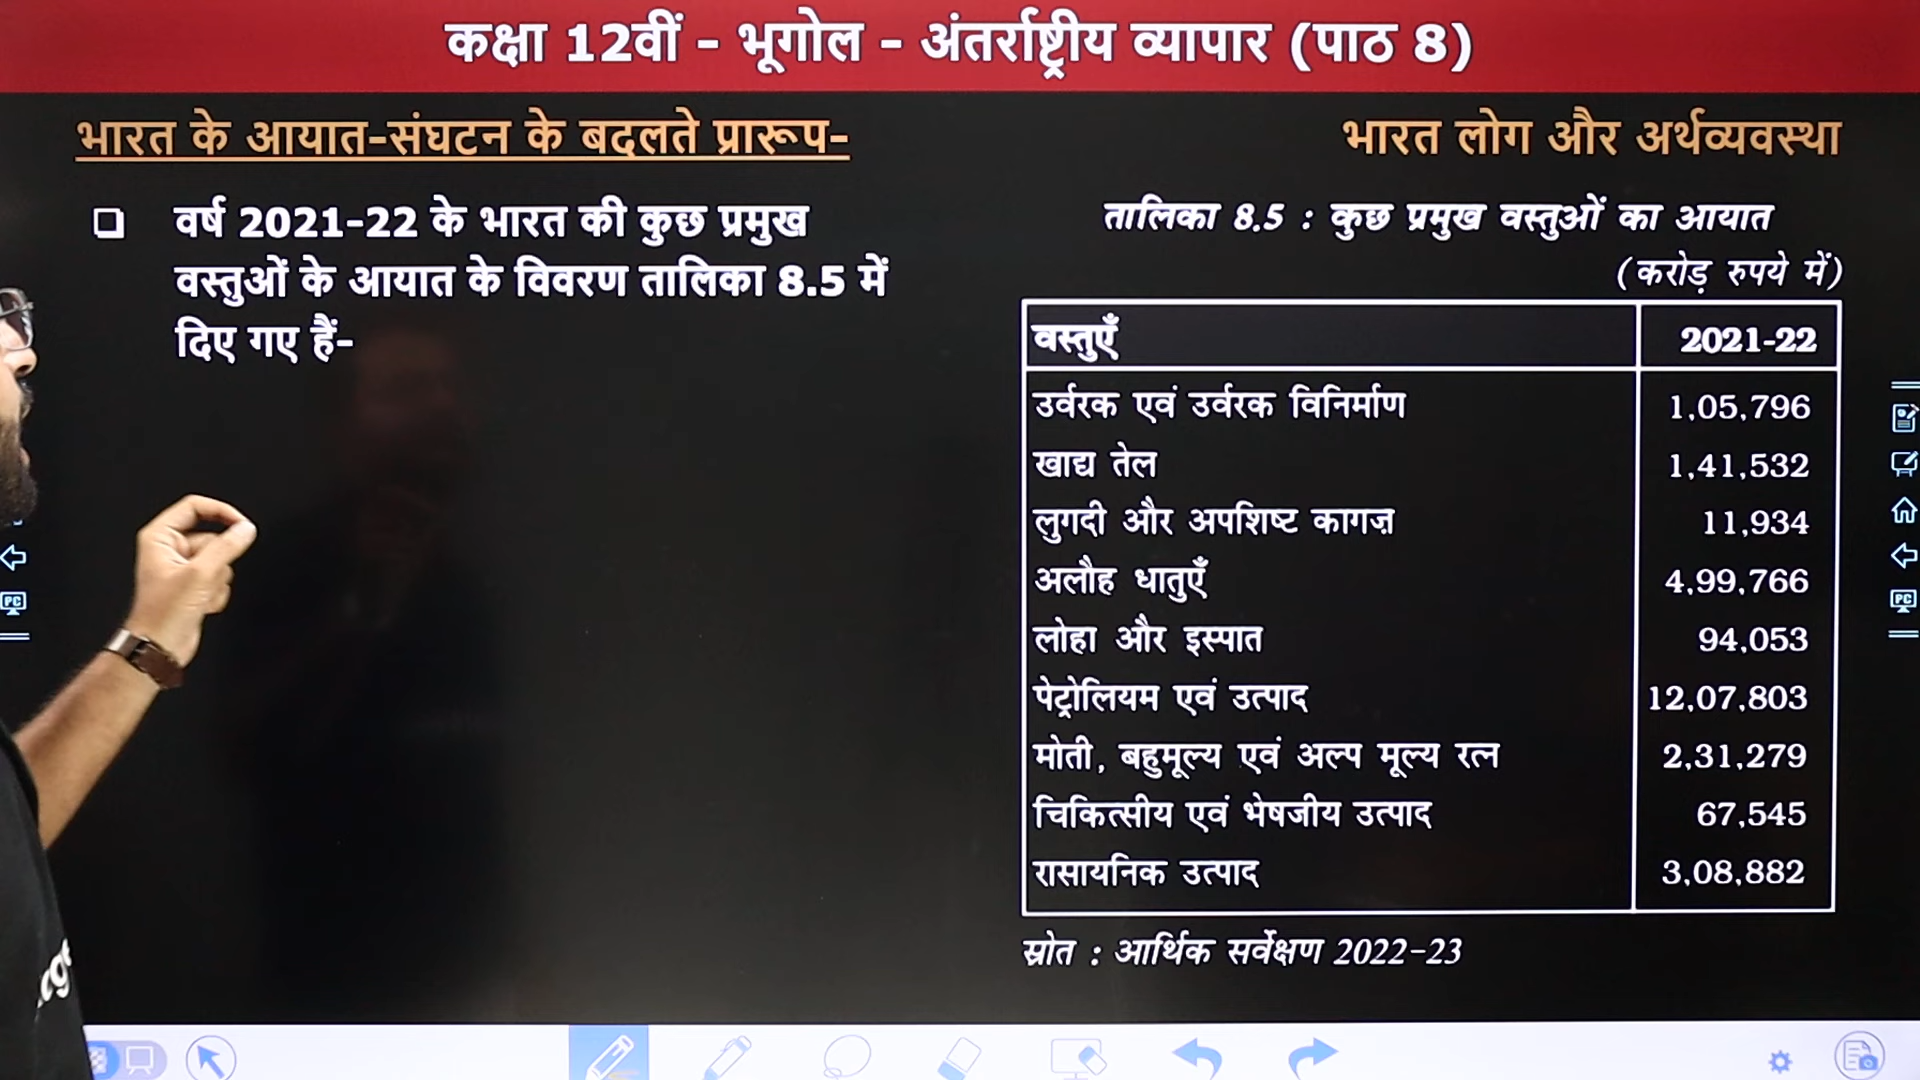 कक्षा 12वीं - भूगोल - अंतर्राष्ट्रीय व्यापार (पाठ 8)
भारत के आयात-संघटन के बदलते प्रारूप-
भारत लोग और अर्थव्यवस्था
❑ वर्ष 2021-22 के भारत की कुछ प्रमुख
वस्तुओं के आयात के विवरण तालिका 8.5 में
दिए गए हैं-
तालिका 8.5 : कुछ प्रमुख वस्तुओं का आयात
(करोड़ रुपये में)
वस्तुएँ 2021-22
उर्वरक एवं उर्वरक विनिर्माण 1,05,796
खाद्य तेल 1,41,532
लुगदी और अपशिष्ट कागज़ 11,934
अलौह धातुएँ 4,99,766
लोहा और इस्पात 94,053
पेट्रोलियम एवं उत्पाद 12,07,803
मोती, बहुमूल्य एवं अल्प मूल्य रत्न 2,31,279
चिकित्सीय एवं भेषजीय उत्पाद 67,545
रासायनिक उत्पाद 3,08,882
स्रोत : आर्थिक सर्वेक्षण 2022-23
PC
PC